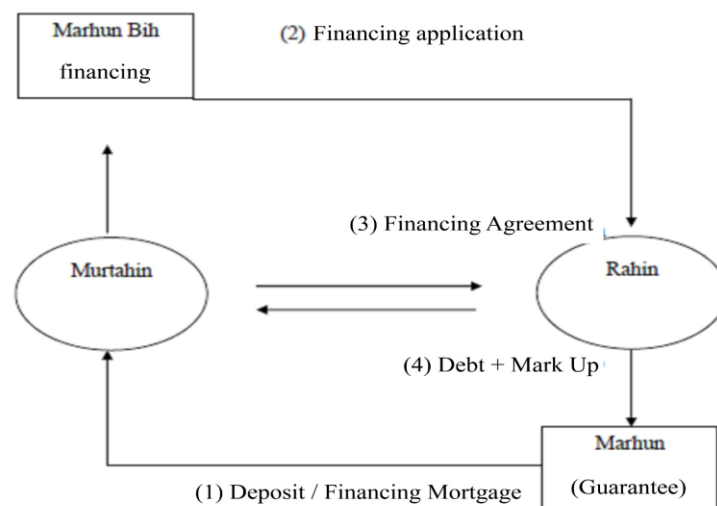 Marhun Bih
financing
(2) Financing application
(3) Financing Agreement
Murtahin
Rahin
(4) Debt + Mark Up
Marhun
(Guarantee)
(1) Deposit / Financing Mortgage